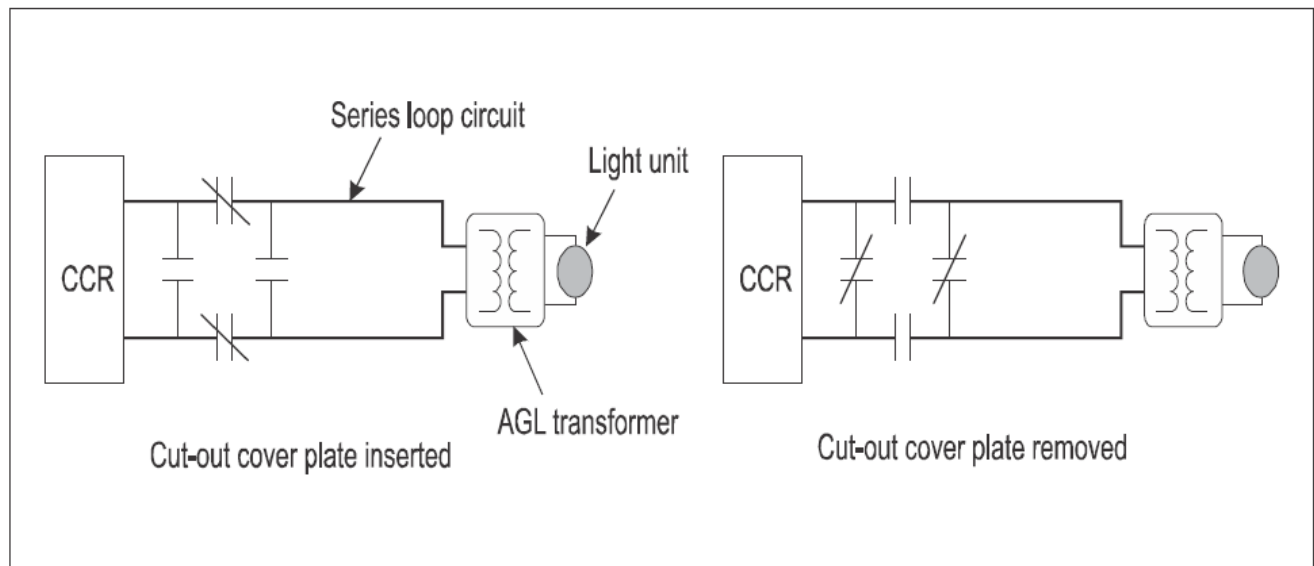 Series loop circuit
Light unit
CCR
CCR
AGL transformer
Cut-out cover plate inserted
Cut-out cover plate removed